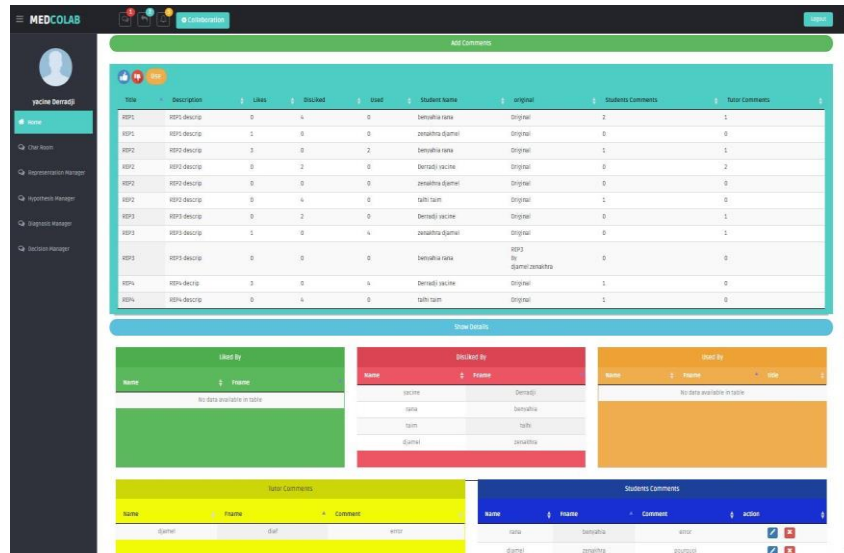 MEDCOLAB
1
Collaboration
Logout
Add Comments
yacine Derradji
Home
Chat Room
Representation Manager
Hypothesis Manager
Diagnosis Manager
Decision Manager
Title Description Likes Disliked Used Student Name original Students Comments Tutor Comments
REP1 REP1 descrip 0 4 0 benyahia rana Original 2 1
REP1 REP1 descrip 1 0 0 zenakhra djamel Original 0 0
REP2 REP2 descrip 3 0 2 benyahia rana Original 1 1
REP2 REP2 descrip 0 2 0 Derradji yacine Original 0 2
REP2 REP2 descrip 0 0 0 zenakhra djamel Original 0 0
REP2 REP2 descrip 0 4 0 talhi taim Original 1 0
REP3 REP3 descrip 0 2 0 Derradji yacine Original 0 1
REP3 REP3 descrip 1 0 4 zenakhra djamel Original 0 1
REP3 REP3 descrip 0 0 0 benyahia rana REP3 By djamel zenakhra 0 0
REP4 REP4 decrip 3 0 4 Derradji yacine Original 1 0
REP4 REP4 descrip 0 4 0 talhi taim Original 1 0
Show Details
Liked By
Name Fname
No data available in table
Disliked By
Name Fname
yacine Derradji
rana benyahia
taim talhi
djamel zenakhra
Used By
Name Fname title
No data available in table
Tutor Comments
Name Fname Comment
djamel diaf error
Students Comments
Name Fname Comment action
rana benyahia error
djamel zenakhra pourquoi